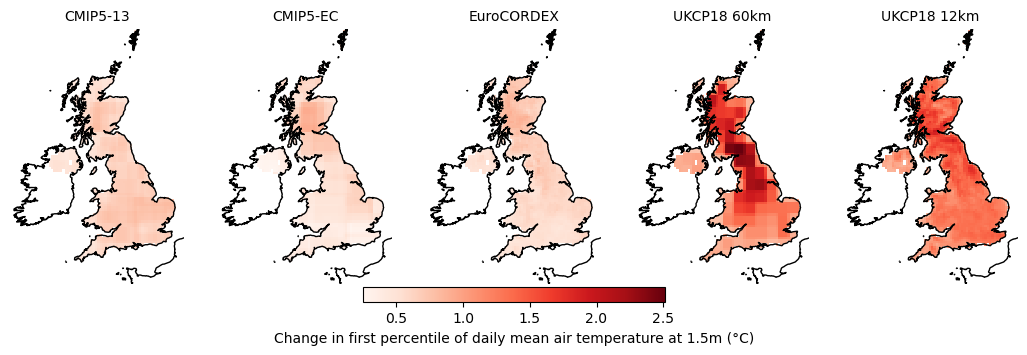 CMIP5-13 CMIP5-EC EuroCORDEX UKCP18 60km UKCP18 12km
0.5 1.0 1.5 2.0 2.5
Change in first percentile of daily mean air temperature at 1.5m (°C)